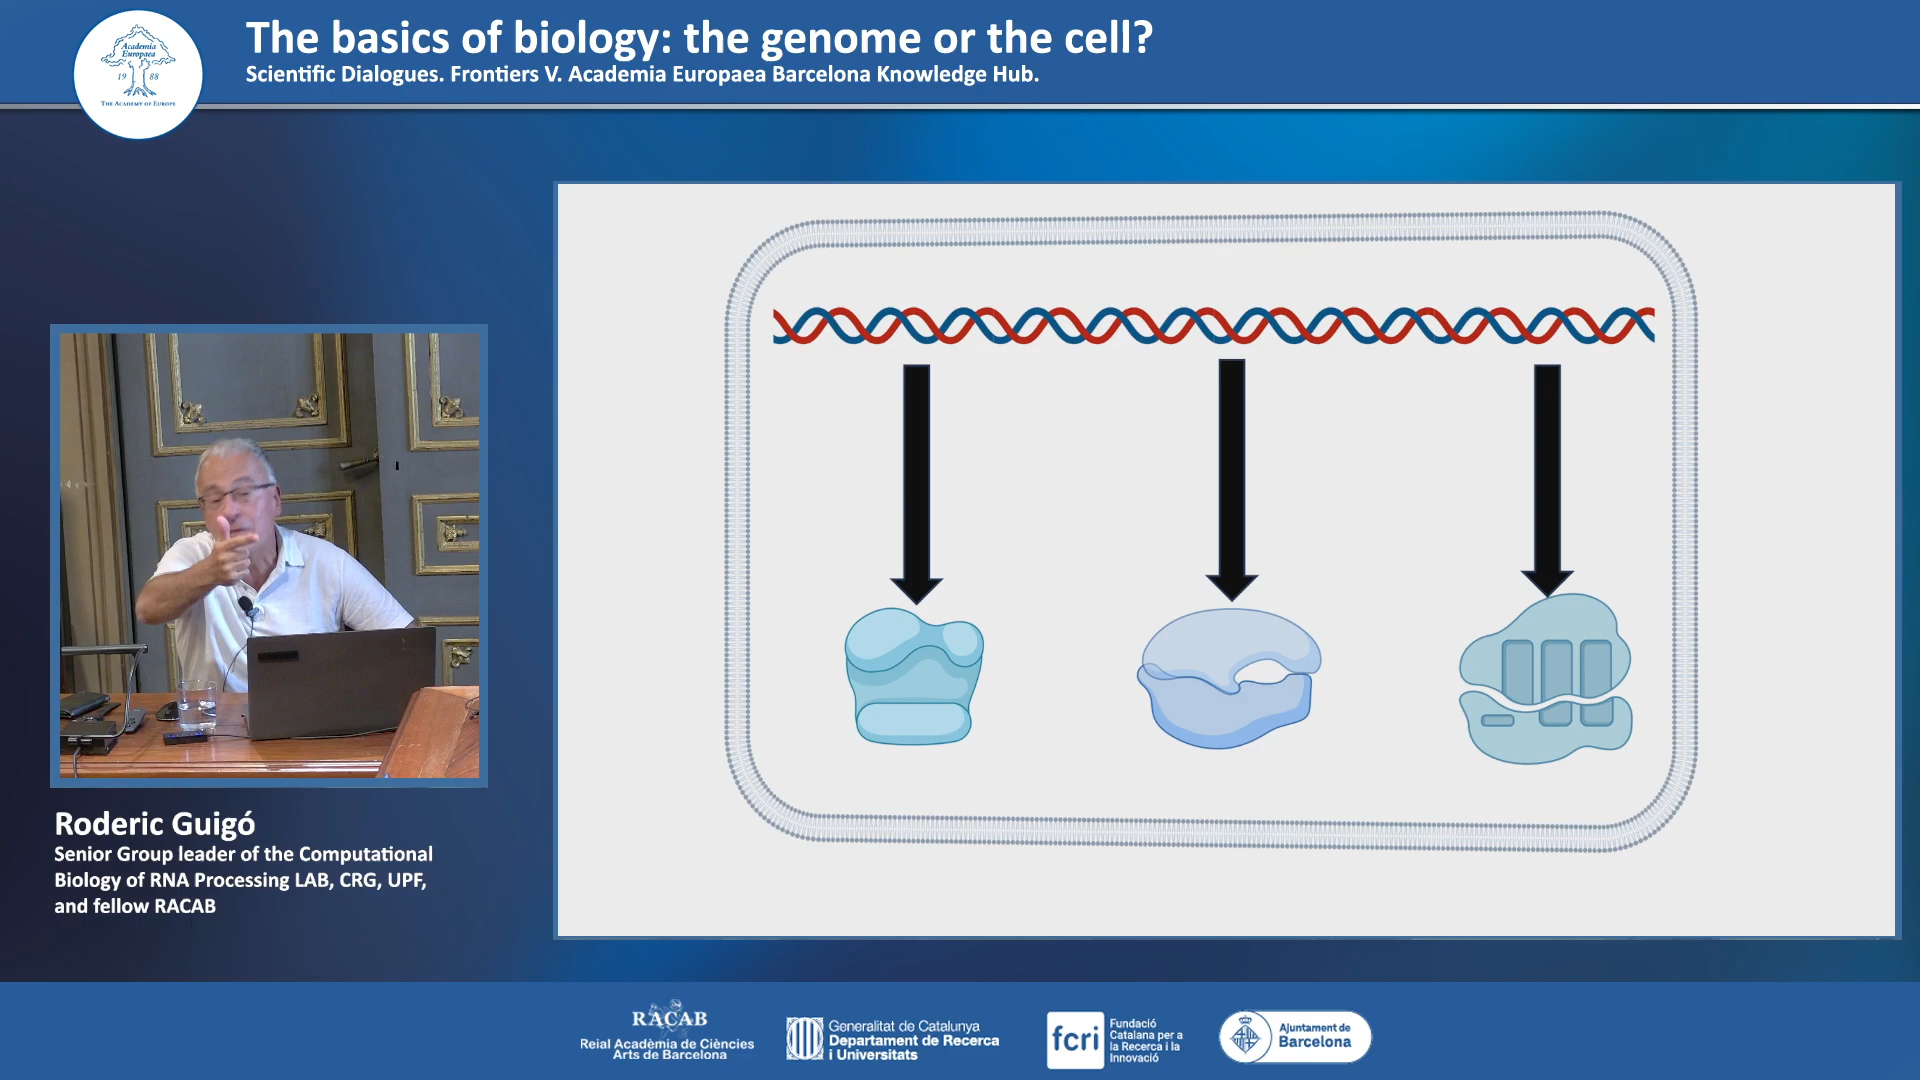 The basics of biology: the genome or the cell?
Scientific Dialogues. Frontiers V. Academia Europaea Barcelona Knowledge Hub.
Academia
Europaea
19 88
THE ACADEMY OF EUROPE
Roderic Guigó
Senior Group leader of the Computational
Biology of RNA Processing LAB, CRG, UPF,
and fellow RACAB
RACAB
Reial Acadèmia de Ciències
Arts de Barcelona
Generalitat de Catalunya
Departament de Recerca
i Universitats
fcri
Fundació
Catalana per a
la Recerca i la
Innovació
Ajuntament de
Barcelona